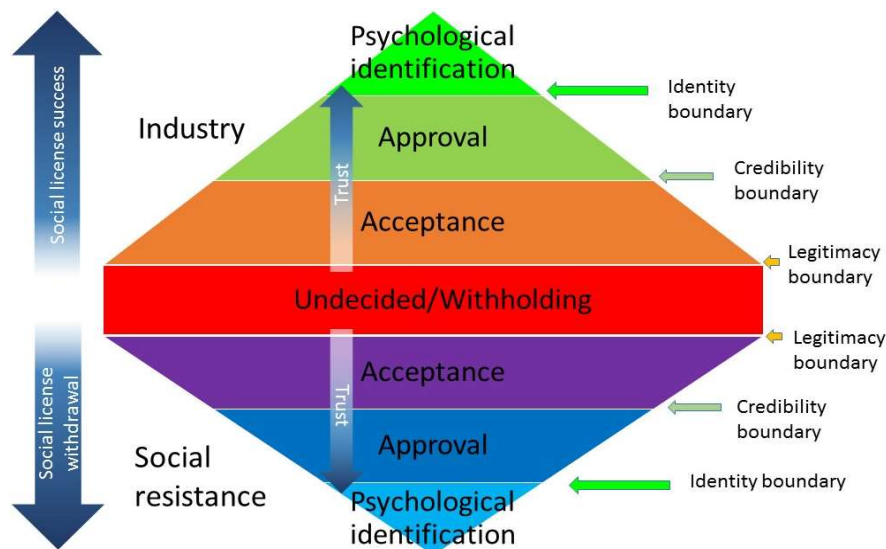 Psychological
identification
Identity
boundary
Industry
Approval
Credibility
boundary
Social license success
Trust
Acceptance
Legitimacy
boundary
Undecided/Withholding
Legitimacy
boundary
Acceptance
Trust
Credibility
boundary
Social license
withdrawal
Approval
Social
resistance
Identity boundary
Psychological
identification